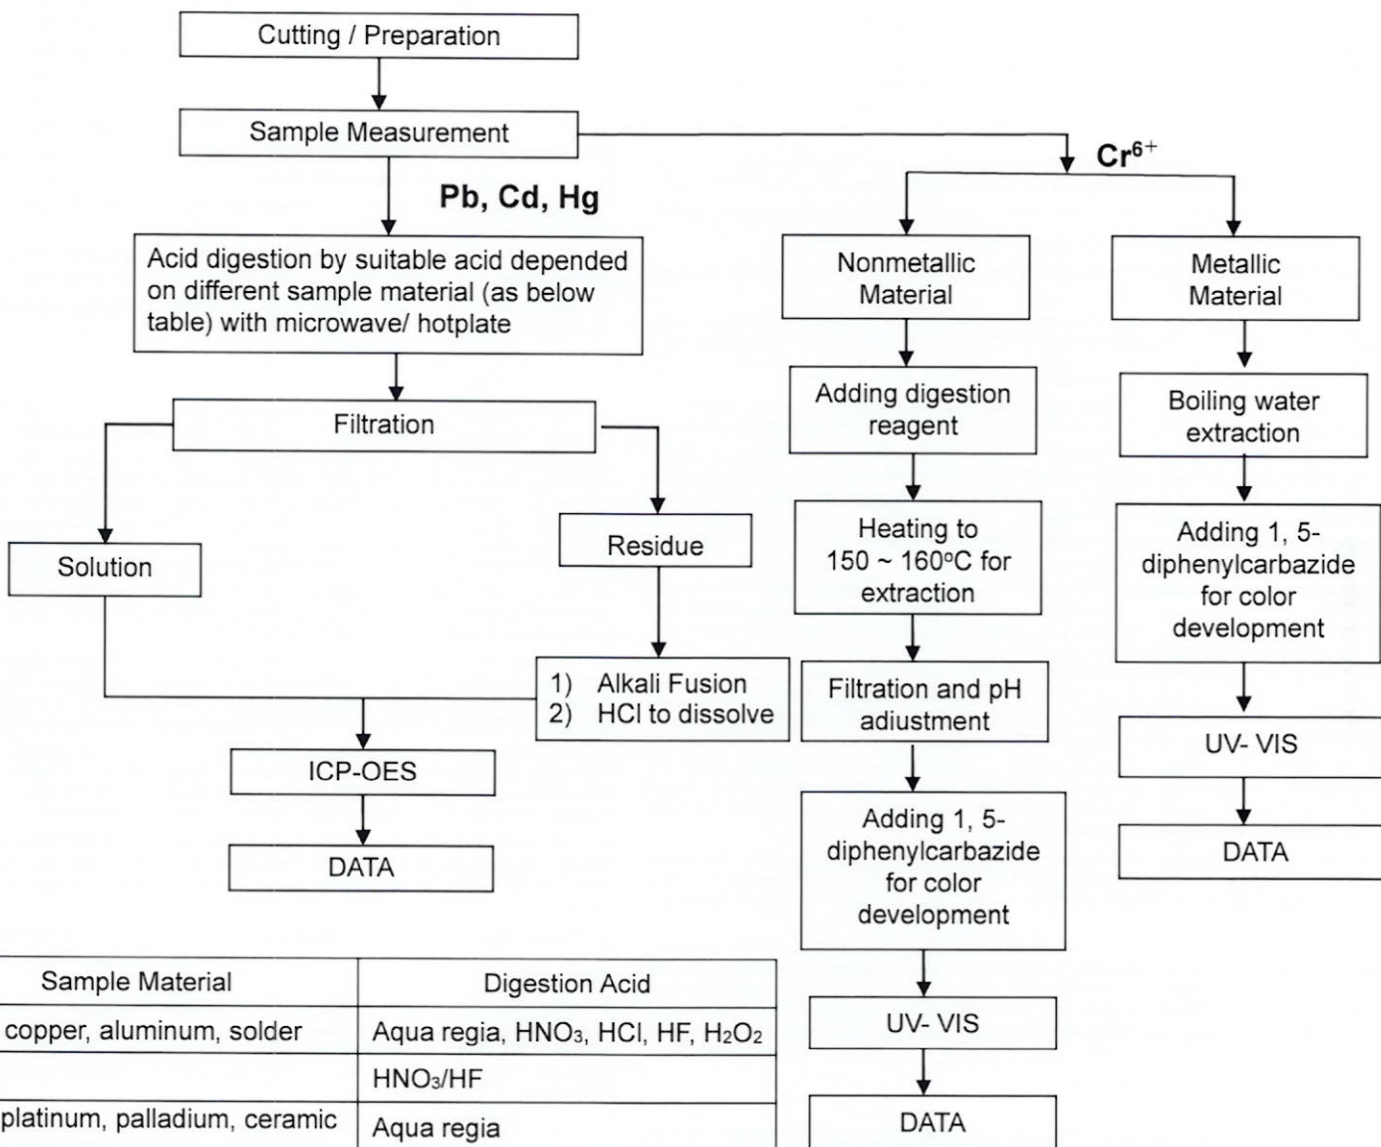 Cutting / Preparation
Sample Measurement
Cr⁶⁺
Pb, Cd, Hg
Acid digestion by suitable acid depended
on different sample material (as below
table) with microwave/ hotplate
Filtration
Solution
Residue
1) Alkali Fusion
2) HCl to dissolve
ICP-OES
DATA
Nonmetallic
Material
Adding digestion
reagent
Heating to
150 ~ 160ºC for
extraction
Filtration and pH
adiustment
Adding 1, 5-
diphenylcarbazide
for color
development
UV- VIS
DATA
Metallic
Material
Boiling water
extraction
Adding 1, 5-
diphenylcarbazide
for color
development
UV- VIS
DATA
Sample Material Digestion Acid
copper, aluminum, solder Aqua regia, HNO₃, HCl, HF, H₂O₂
HNO₃/HF
platinum, palladium, ceramic Aqua regia